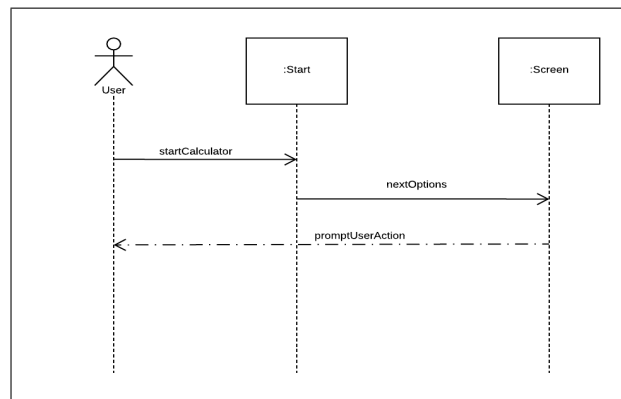 :Start
:Screen
User
startCalculator
nextOptions
promptUserAction